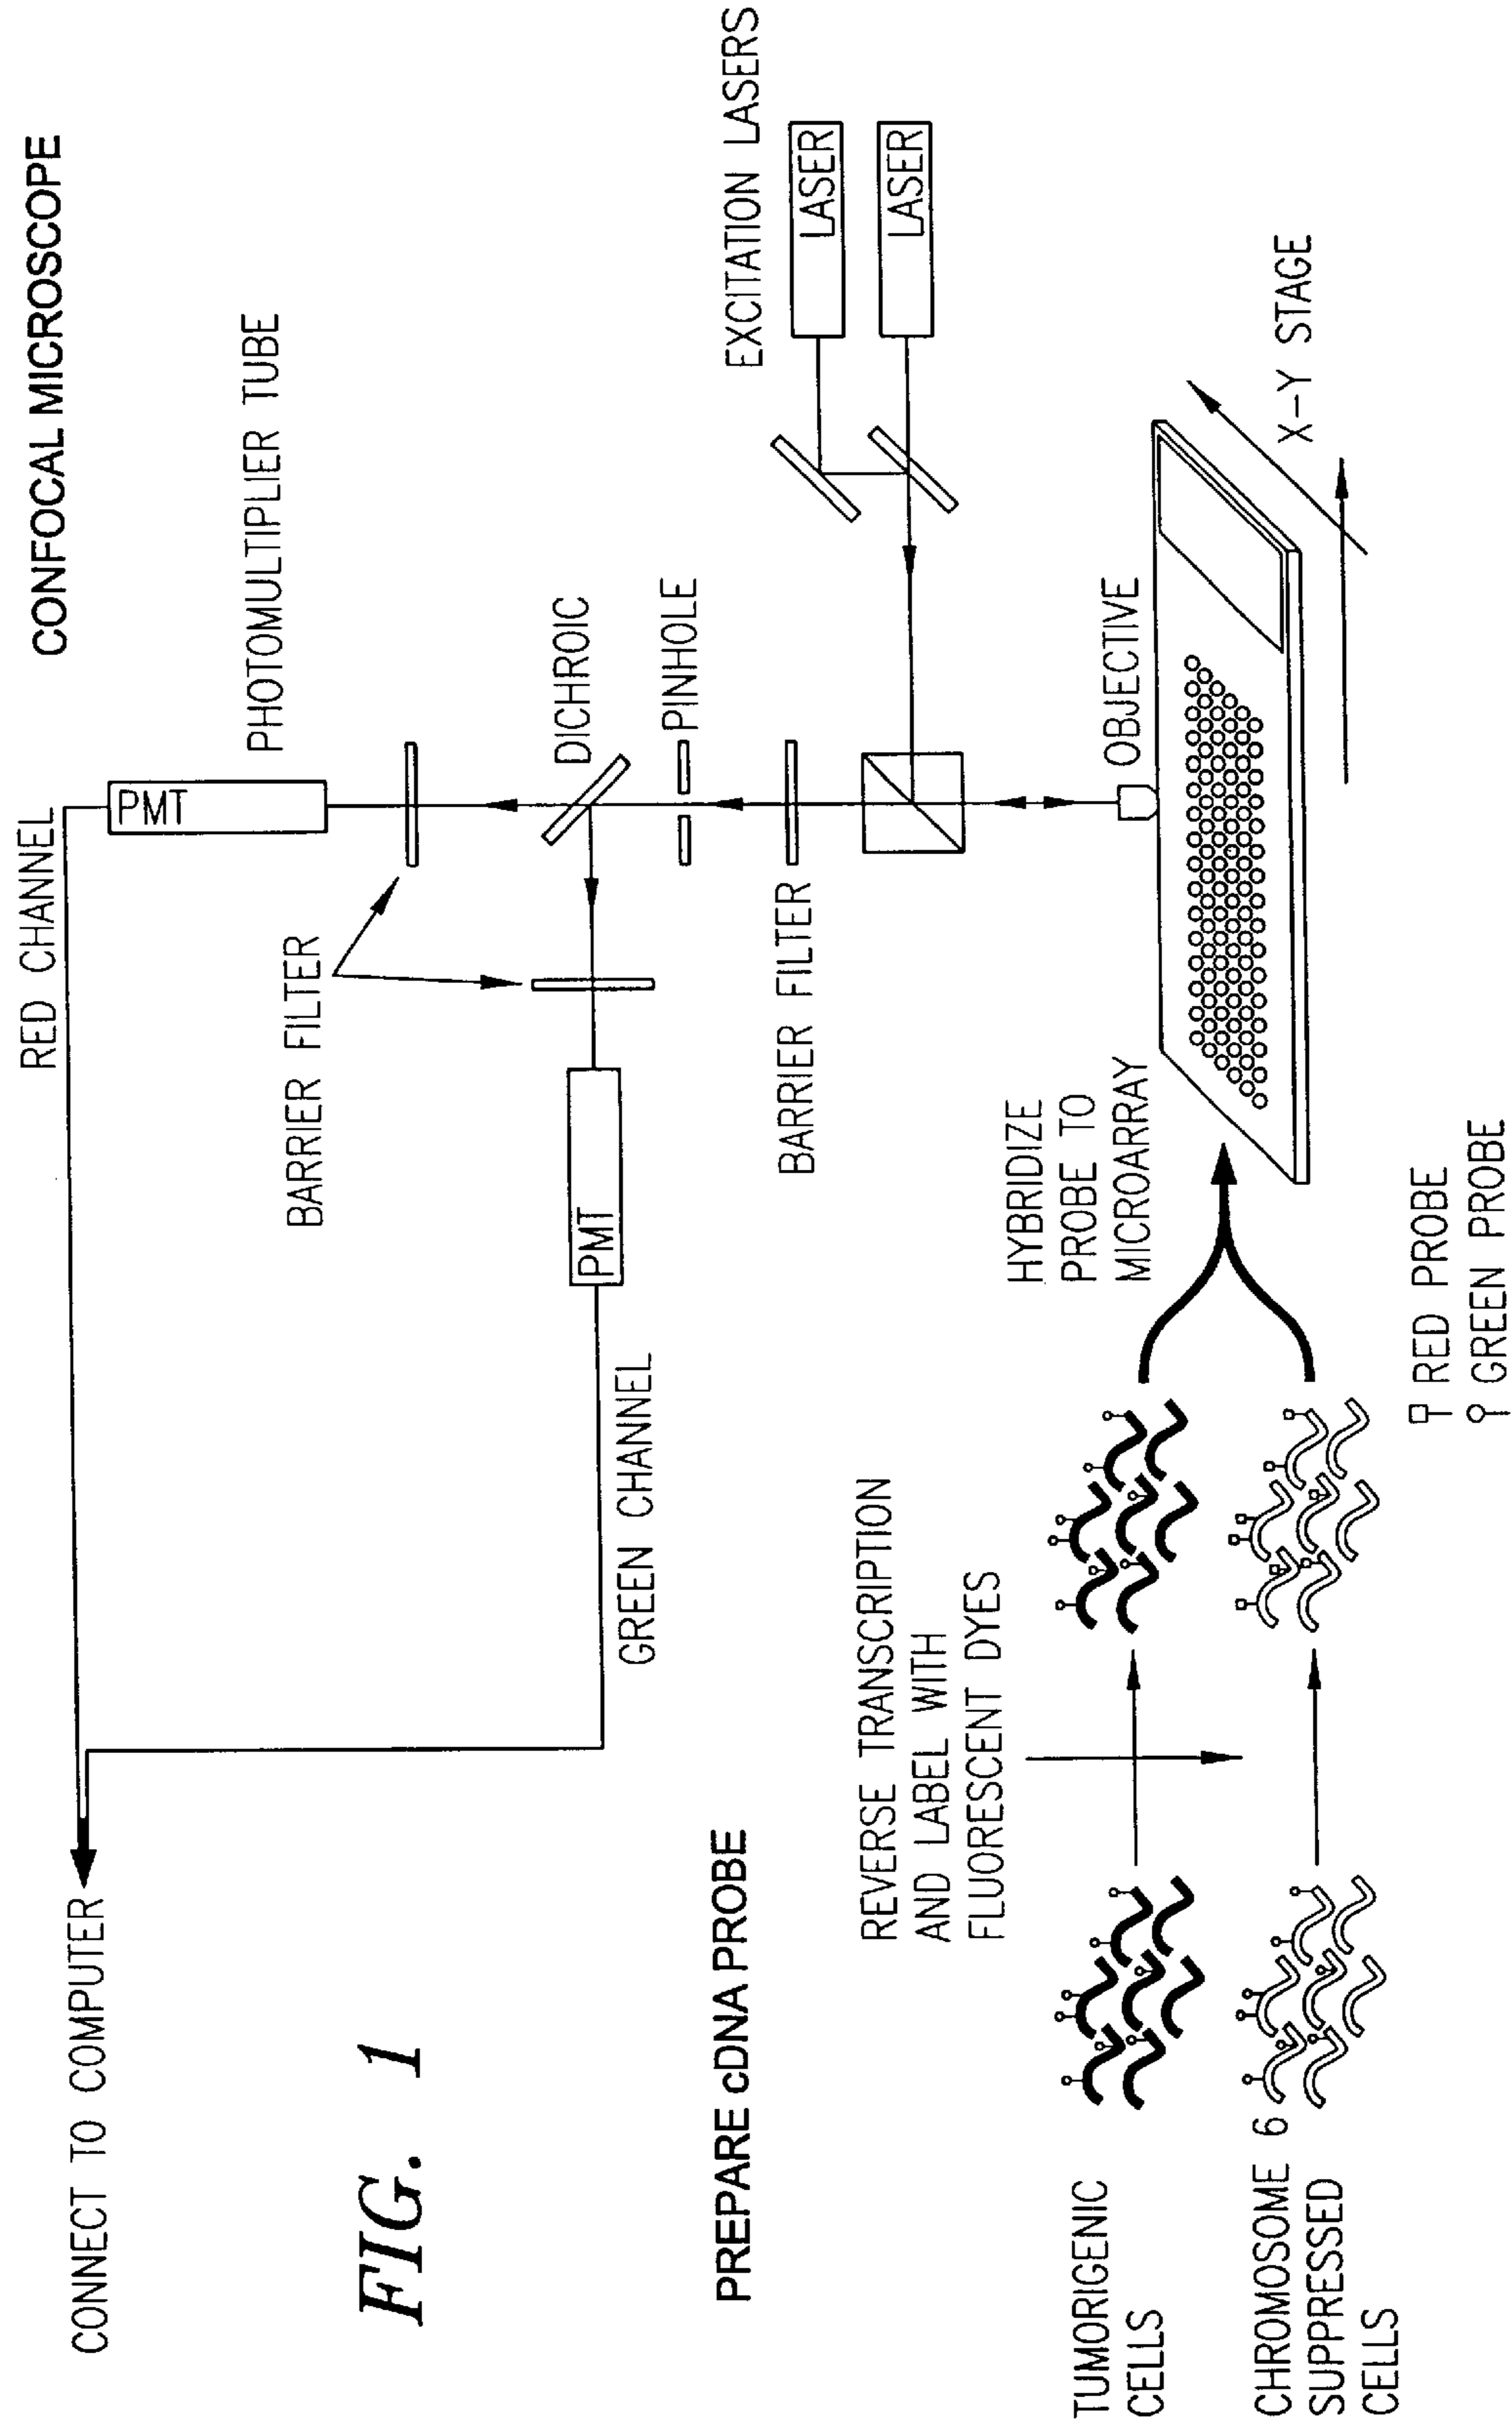 CONFOCAL MICROSCOPE
RED CHANNEL
PHOTOMULTIPLIER TUBE
PMT
CONNECT TO COMPUTER
BARRIER FILTER
DICHROIC
PINHOLE
PMT
GREEN CHANNEL
BARRIER FILTER
EXCITATION LASERS
LASER
LASER
FIG. 1
PREPARE cDNA PROBE
REVERSE TRANSCRIPTION
AND LABEL WITH
FLUORESCENT DYES
HYBRIDIZE
PROBE TO
MICROARRAY
OBJECTIVE
X-Y STAGE
TUMORIGENIC
CELLS
CHROMOSOME 6
SUPPRESSED
CELLS
RED PROBE
GREEN PROBE